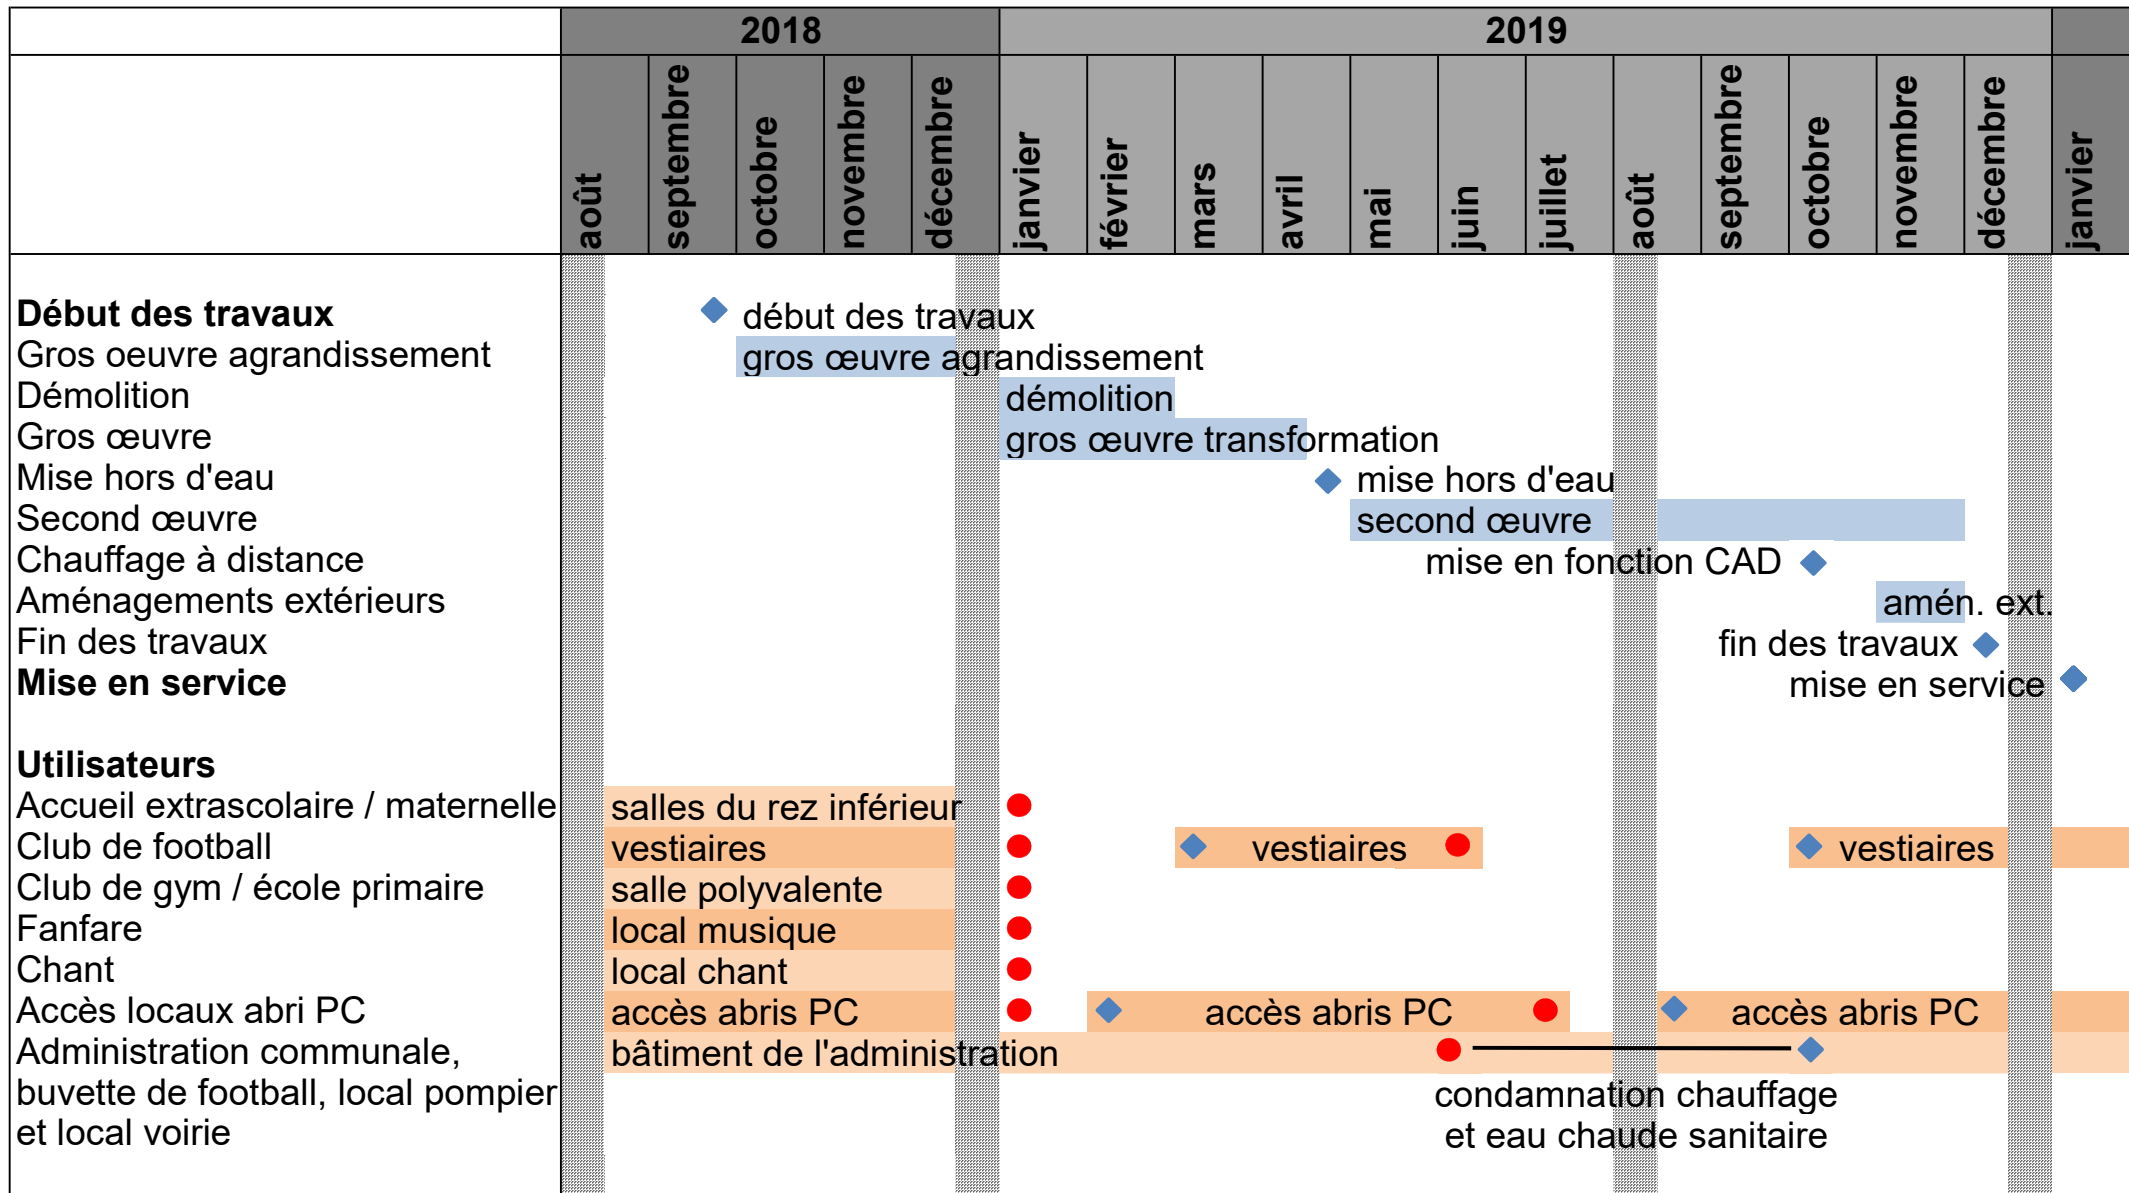 2018 2019
août septembre octobre novembre décembre janvier février mars avril mai juin juillet août septembre octobre novembre décembre janvier
Début des travaux début des travaux
Gros oeuvre agrandissement gros œuvre agrandissement
Démolition démolition
Gros œuvre gros œuvre transformation
Mise hors d'eau mise hors d'eau
Second œuvre second œuvre
Chauffage à distance mise en fonction CAD
Aménagements extérieurs amén. ext.
Fin des travaux fin des travaux
Mise en service mise en service
Utilisateurs
Accueil extrascolaire / maternelle salles du rez inférieur
Club de football vestiaires vestiaires vestiaires
Club de gym / école primaire salle polyvalente
Fanfare local musique
Chant local chant
Accès locaux abri PC accès abris PC accès abris PC accès abris PC
Administration communale, bâtiment de l'administration
buvette de football, local pompier condamnation chauffage
et local voirie et eau chaude sanitaire